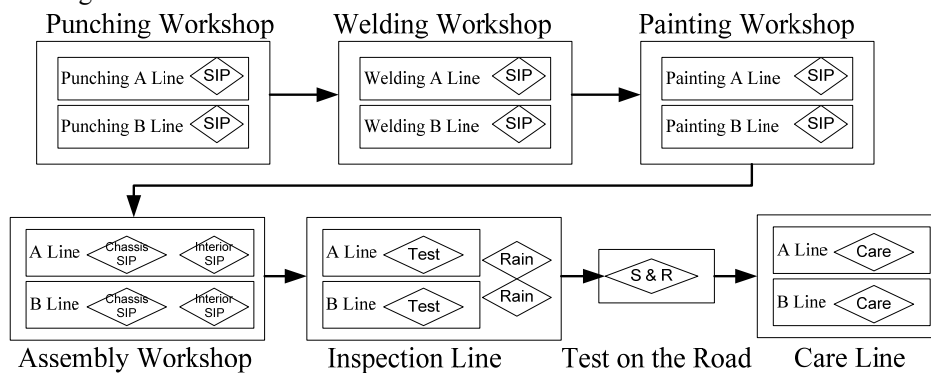 Punching Workshop
Welding Workshop
Painting Workshop
Punching A Line SIP
Punching B Line SIP
Welding A Line SIP
Welding B Line SIP
Painting A Line SIP
Painting B Line SIP
A Line Chassis SIP Interior SIP
B Line Chassis SIP Interior SIP
A Line Test Rain
B Line Test Rain
S & R
A Line Care
B Line Care
Assembly Workshop
Inspection Line
Test on the Road
Care Line